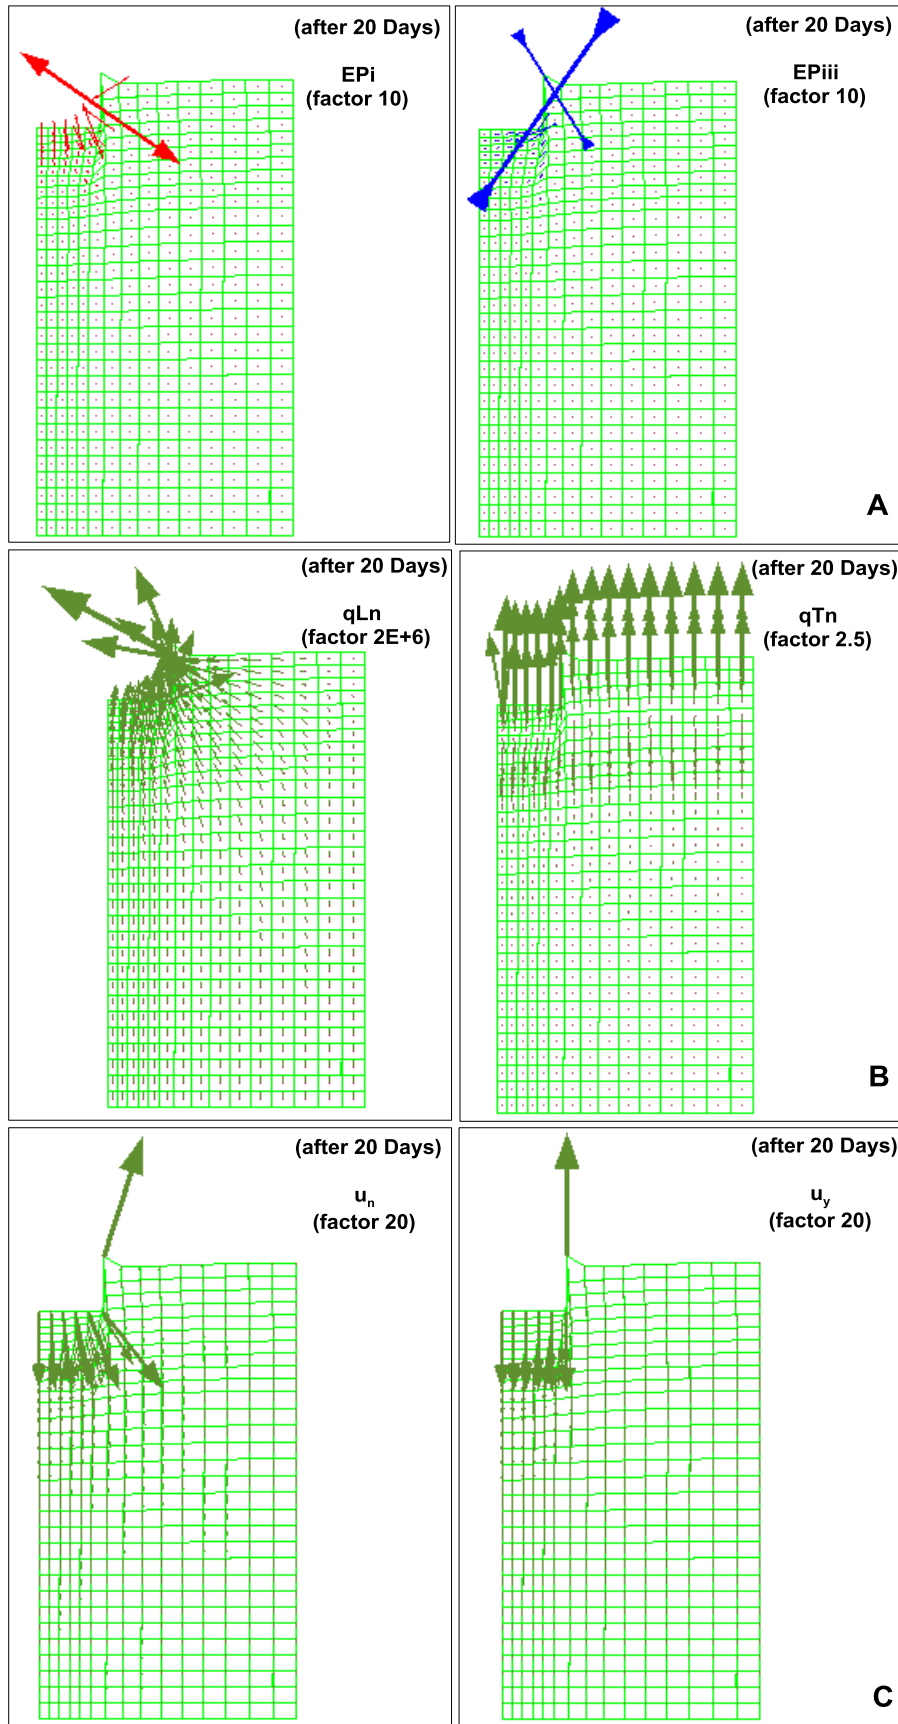 (after 20 Days)
EPi
(factor 10)
(after 20 Days)
EPiii
(factor 10)
A
(after 20 Days)
qLn
(factor 2E+6)
(after 20 Days)
qTn
(factor 2.5)
B
(after 20 Days)
un
(factor 20)
(after 20 Days)
uy
(factor 20)
C